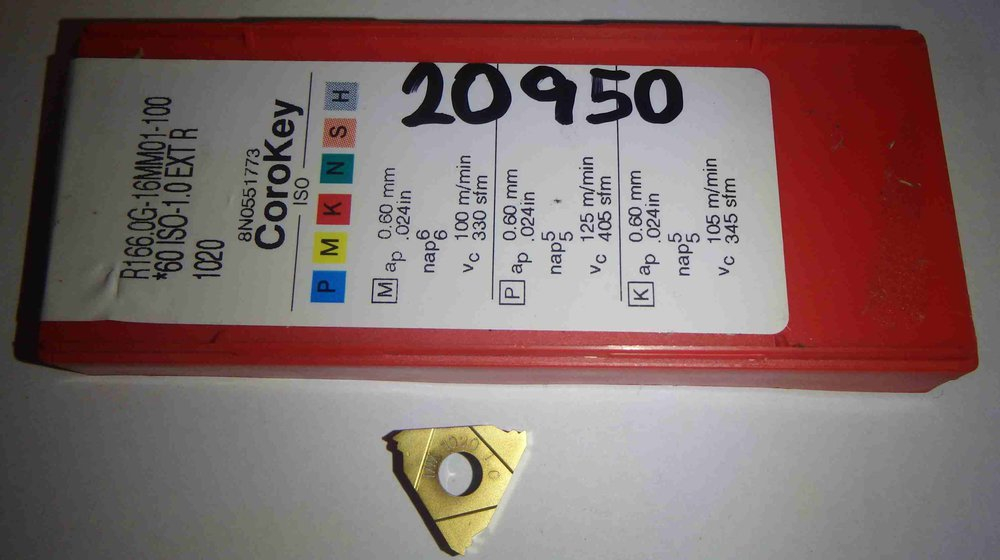 20950
R166.0G-16MM01-100
*60 ISO-1.0 EXT R
1020
8N0551773
CoroKey
ISO
P M K N S H
M ap 0.60 mm
.024in
nap 6
6
vc 100 m/min
330 sfm
P ap 0.60 mm
.024in
nap 5
5
vc 125 m/min
405 sfm
K ap 0.60 mm
.024in
nap 5
5
vc 105 m/min
345 sfm